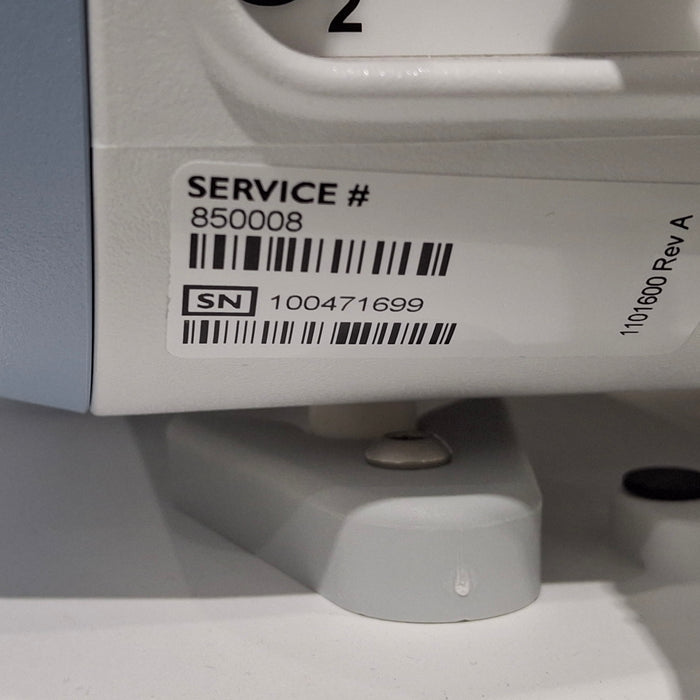 2
SERVICE #
850008
SN 100471699
1101600 Rev A